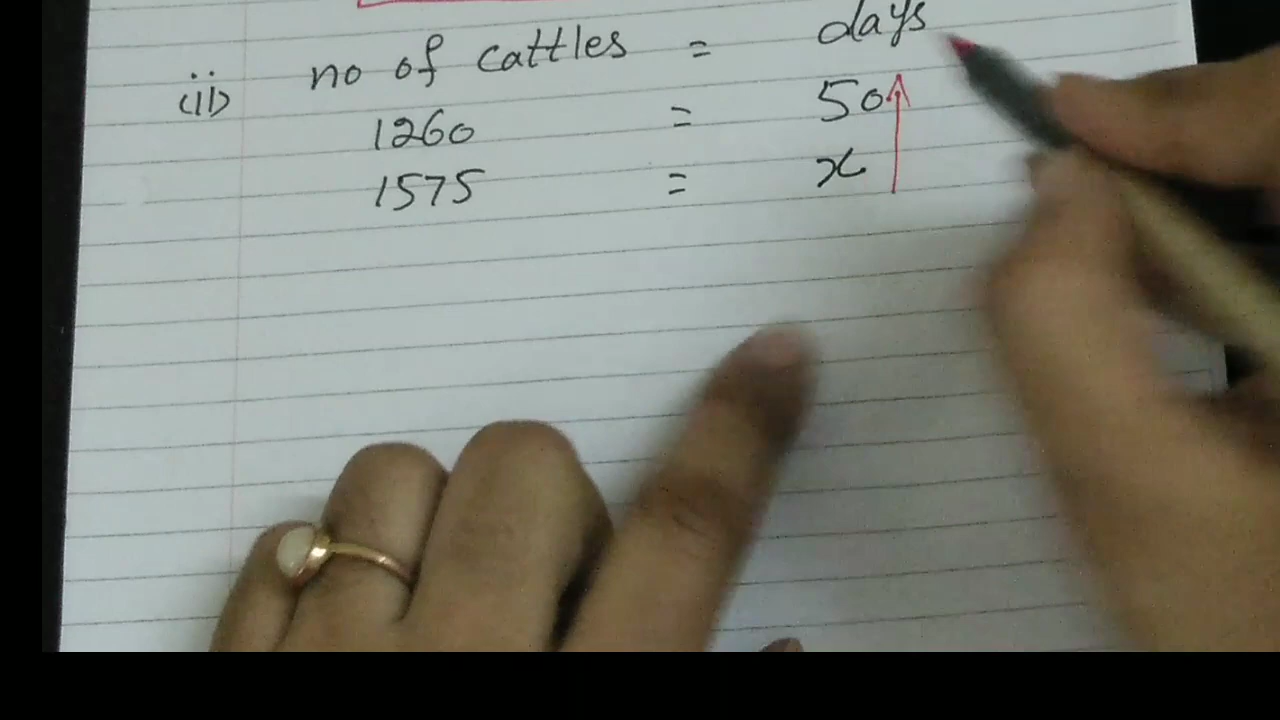 (ii) no of cattles = days
1260 = 50
1575 = x